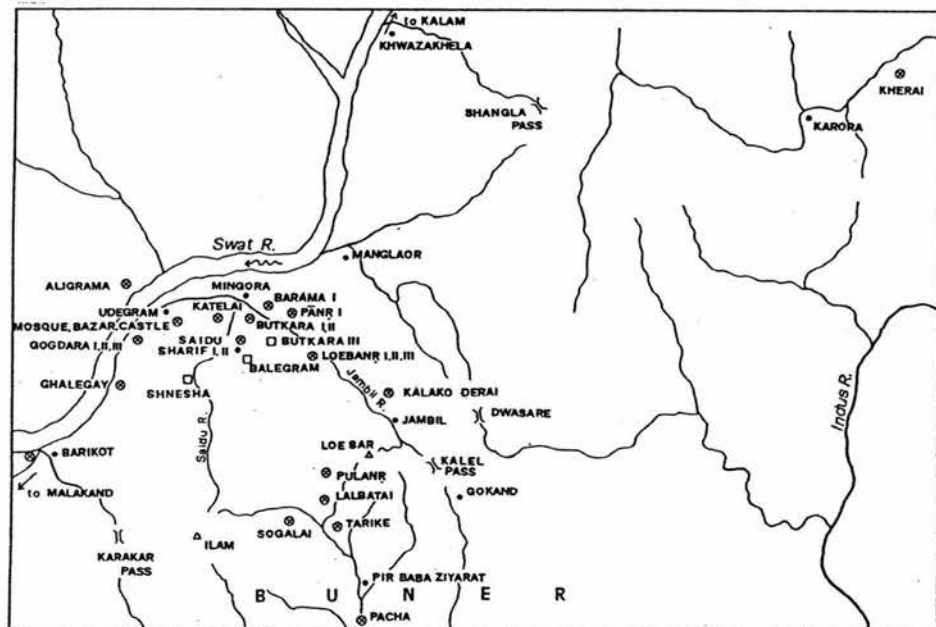 to KALAM
KHWAZAKHELA
KHERAI
SHANGLA
PASS
KARORA
Swat R.
MANGLAOR
ALIGRAMA
MINGORA
BARAMA I
UDEGRAM
KATELAI
PĀNR I
MOSQUE, BAZAR, CASTLE
BUTKARA I, II
GOGDARA I, II, III
SAIDU
SHARIF I, II
BUTKARA III
BALEGRAM
LOEBANR I, II, III
GHALEGAY
SHNESHA
Jambil R.
KALAKO DERAI
Indus R.
DWASARE
JAMBIL
Saidu R.
LOE SAR
BARIKOT
KALEL
PASS
PULANR
to MALAKAND
LALBATAI
GOKAND
SOGALAI
TARIKE
KARAKAR
PASS
ILAM
PIR BABA ZIYARAT
B U N E R
PACHA